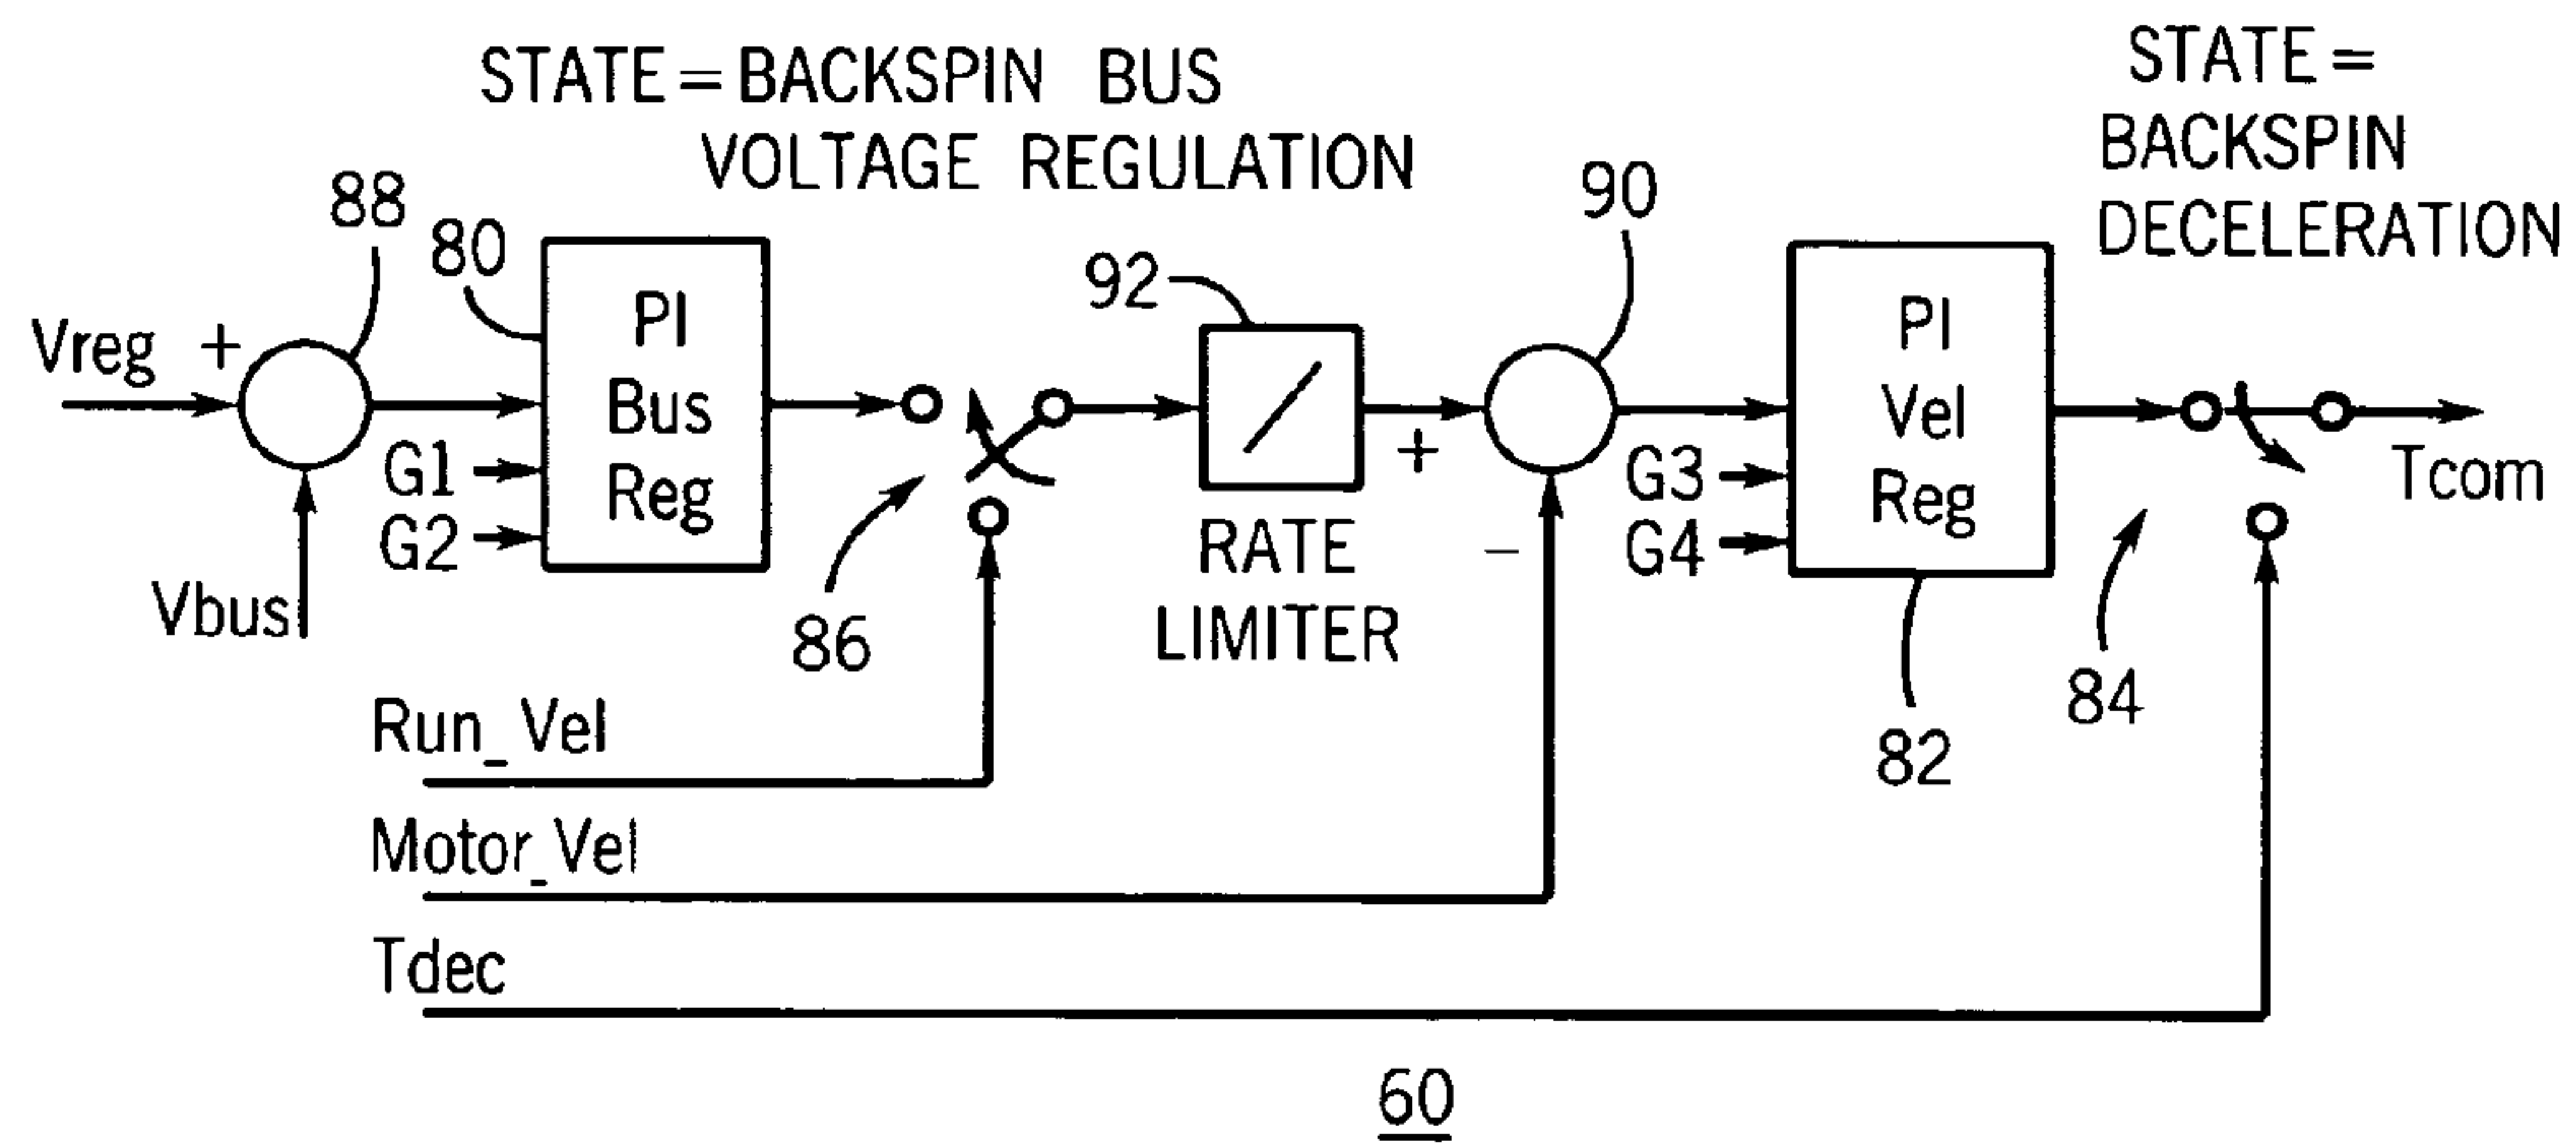 STATE = BACKSPIN BUS
VOLTAGE REGULATION
STATE =
BACKSPIN
DECELERATION
88
80
90
92
Vreg
+
PI
Bus
Reg
G1
G2
Vbus
86
RATE
LIMITER
+
−
PI
Vel
Reg
G3
G4
82
84
Tcom
Run_Vel
Motor_Vel
Tdec
60